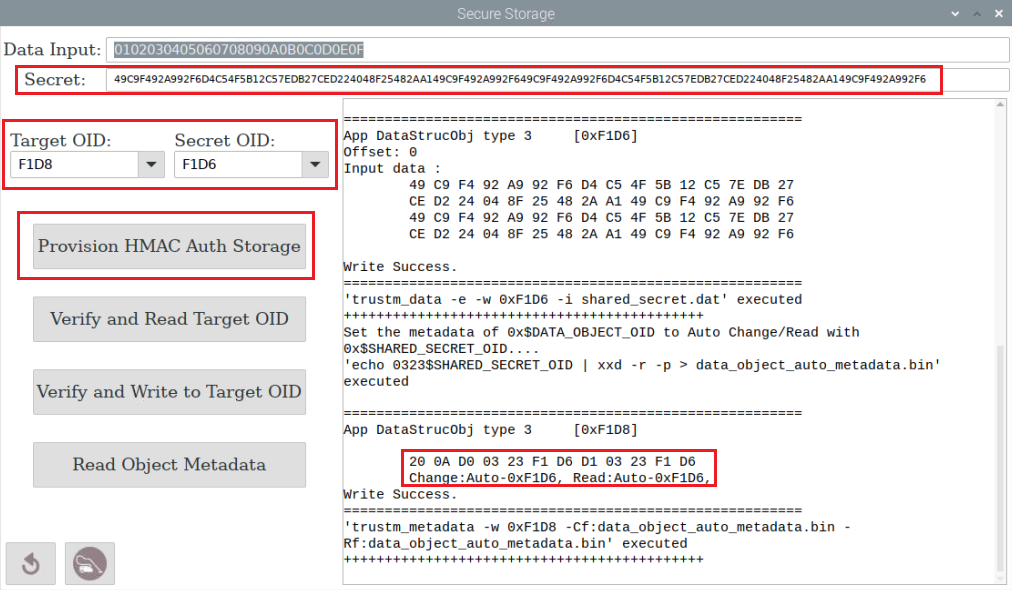 Secure Storage
Data Input: 0102030405060708090A0B0C0D0E0F
Secret: 49C9F492A992F6D4C54F5B12C57EDB27CED224048F25482AA149C9F492A992F649C9F492A992F6D4C54F5B12C57EDB27CED224048F25482AA149C9F492A992F6
Target OID: Secret OID:
F1D8 F1D6
Provision HMAC Auth Storage
Verify and Read Target OID
Verify and Write to Target OID
Read Object Metadata
========================================================
App DataStrucObj type 3     [0xF1D6]
Offset: 0
Input data :
49 C9 F4 92 A9 92 F6 D4 C5 4F 5B 12 C5 7E DB 27
CE D2 24 04 8F 25 48 2A A1 49 C9 F4 92 A9 92 F6
49 C9 F4 92 A9 92 F6 D4 C5 4F 5B 12 C5 7E DB 27
CE D2 24 04 8F 25 48 2A A1 49 C9 F4 92 A9 92 F6
Write Success.
========================================================
'trustm_data -e -w 0xF1D6 -i shared_secret.dat' executed
++++++++++++++++++++++++++++++++++++++++++++
Set the metadata of 0x$DATA_OBJECT_OID to Auto Change/Read with
0x$SHARED_SECRET_OID....
'echo 0323$SHARED_SECRET_OID | xxd -r -p > data_object_auto_metadata.bin'
executed
========================================================
App DataStrucObj type 3     [0xF1D8]
20 0A D0 03 23 F1 D6 D1 03 23 F1 D6
Change:Auto-0xF1D6, Read:Auto-0xF1D6,
Write Success.
========================================================
'trustm_metadata -w 0xF1D8 -Cf:data_object_auto_metadata.bin -
Rf:data_object_auto_metadata.bin' executed
++++++++++++++++++++++++++++++++++++++++++++